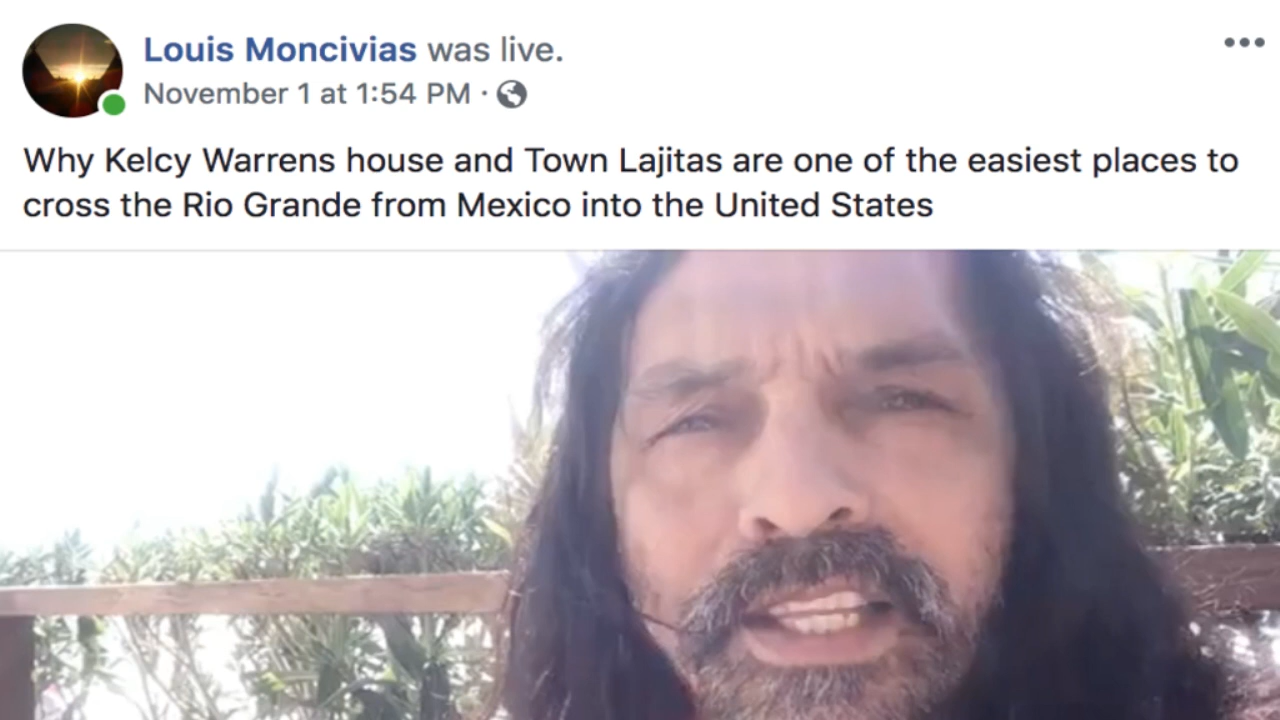 Louis Moncivias was live.
November 1 at 1:54 PM ·
Why Kelcy Warrens house and Town Lajitas are one of the easiest places to
cross the Rio Grande from Mexico into the United States